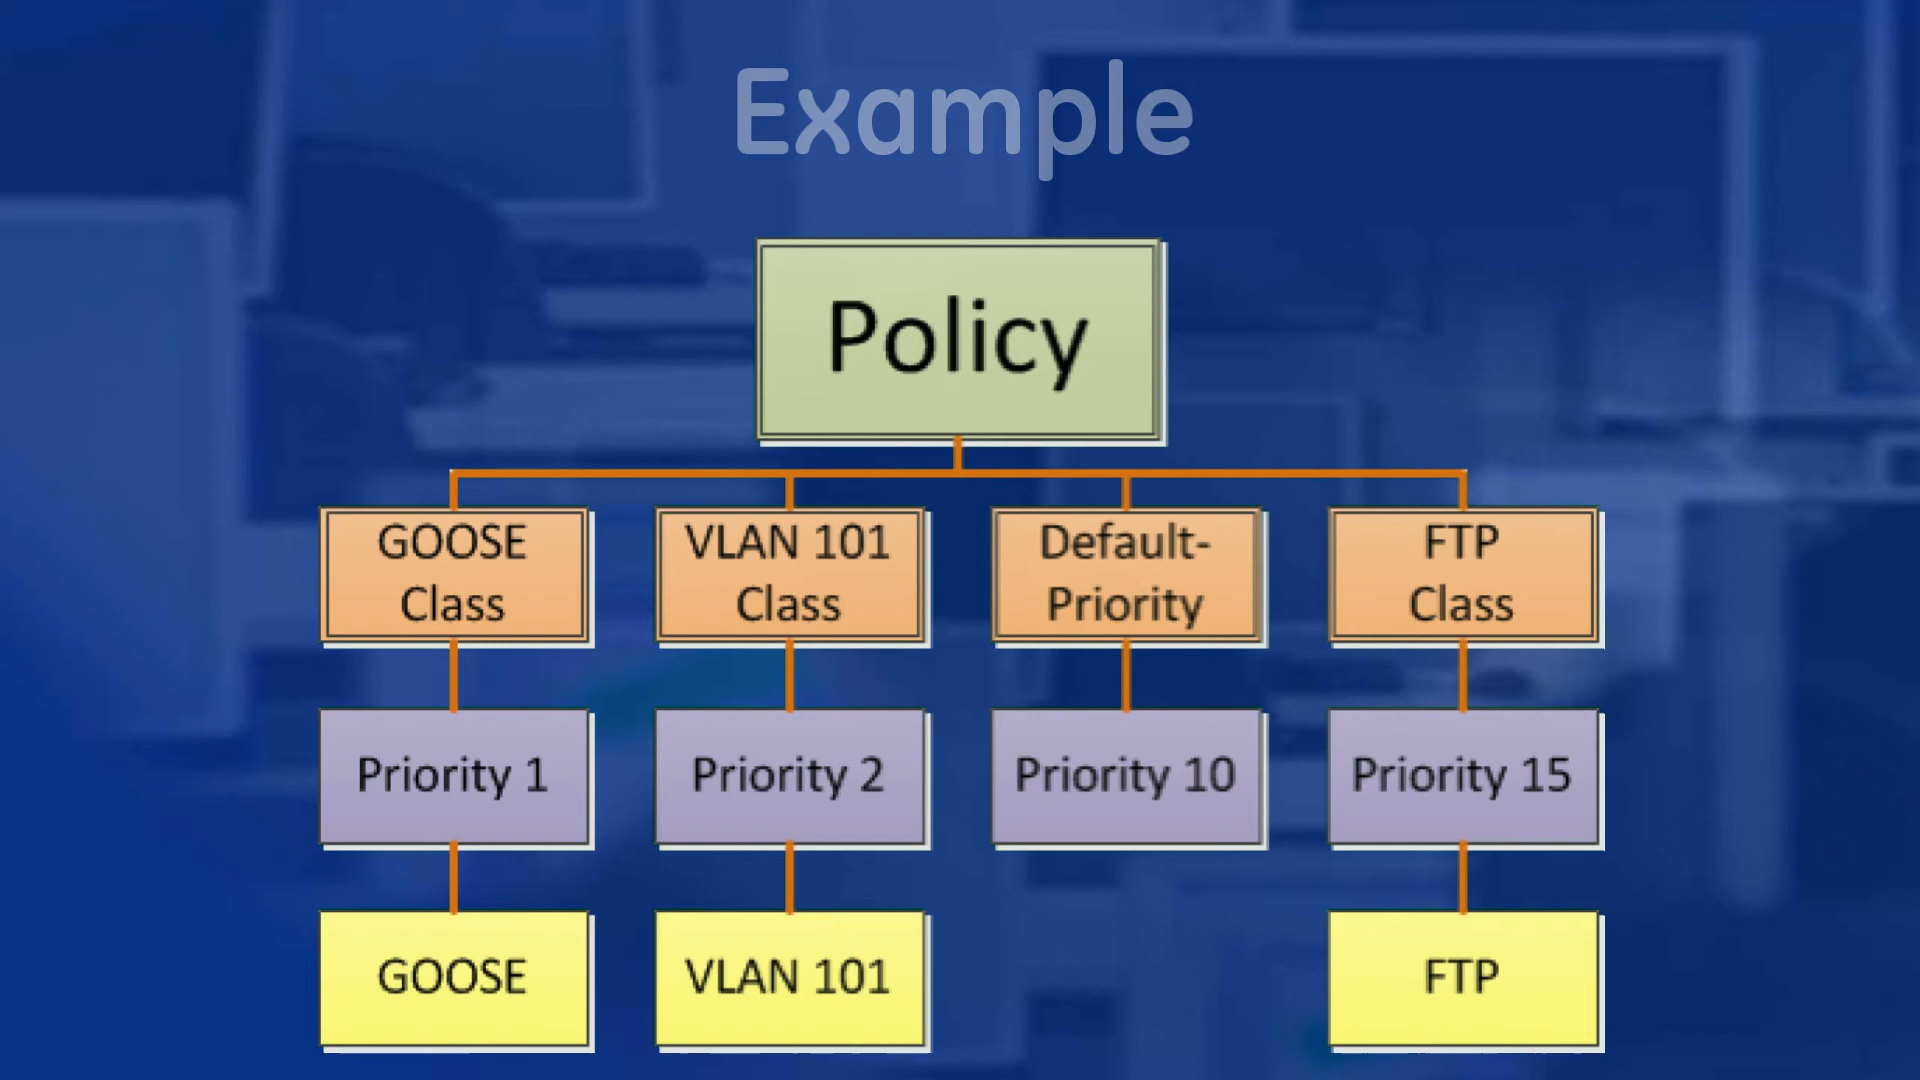 Example
Policy
GOOSE
Class
VLAN 101
Class
Default-
Priority
FTP
Class
Priority 1
Priority 2
Priority 10
Priority 15
GOOSE
VLAN 101
FTP